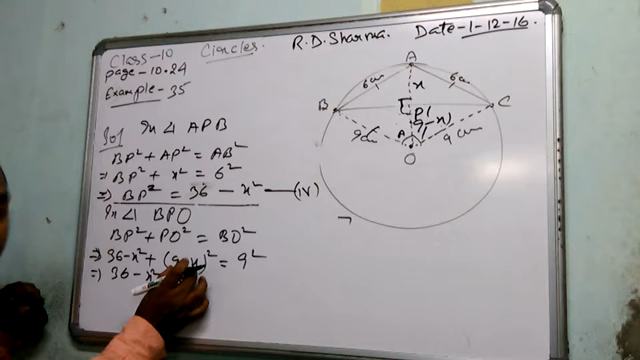 Class-10 Circles. R.D. Sharma. Date-1-12-16.
Page-10.24
Example-35
Sol
In △ APB
BP² + AP² = AB²
⇒ BP² + x² = 6²
⇒ BP² = 36 - x² — (IV)
In △ BPO
BP² + PO² = BO²
⇒ 36-x² + (9-x)² = 9²
⇒ 36-x²
A
6cm
6cm
x
B
C
P
(9-x)
9cm
9cm
O